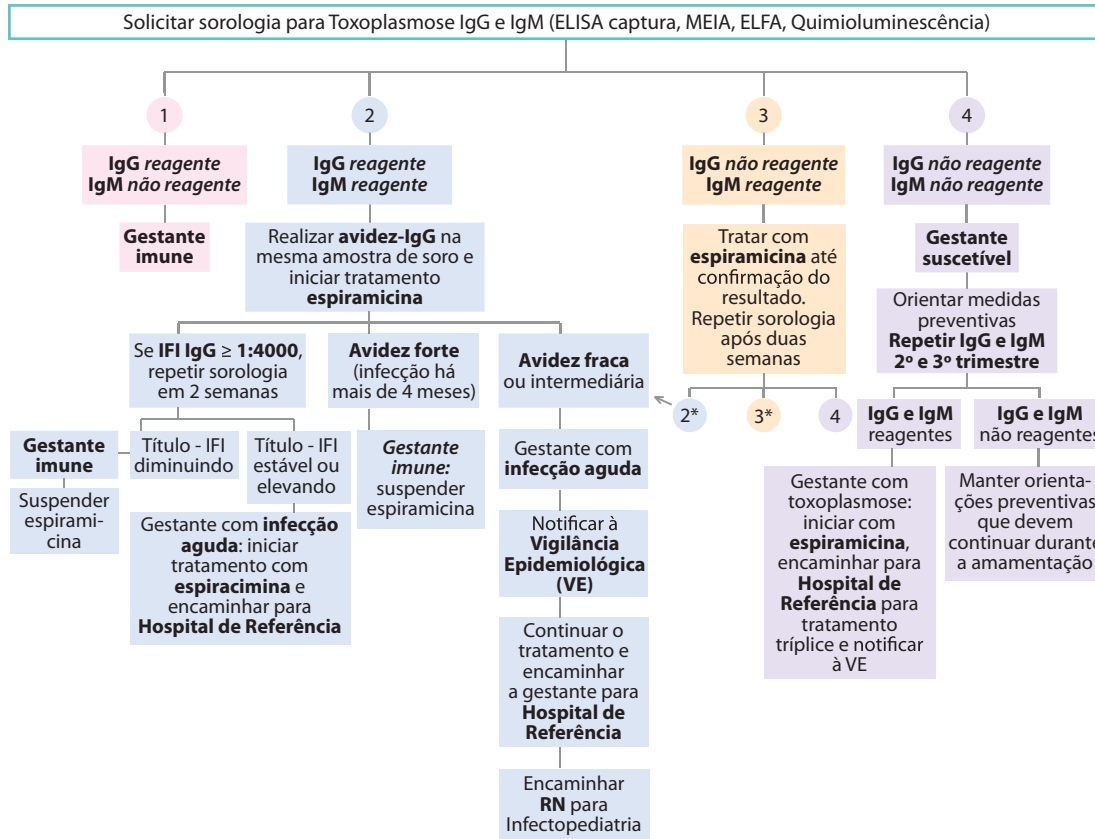 Solicitar sorologia para Toxoplasmose IgG e IgM (ELISA captura, MEIA, ELFA, Quimioluminescência)
1
IgG reagente
IgM não reagente
Gestante
imune
2
IgG reagente
IgM reagente
Realizar avidez-IgG na
mesma amostra de soro e
iniciar tratamento
espiramicina
Se IFI IgG ≥ 1:4000,
repetir sorologia
em 2 semanas
Gestante
imune
Suspender
espirami-
cina
Título - IFI
diminuindo
Título - IFI
estável ou
elevando
Gestante com infecção
aguda: iniciar
tratamento com
espiracimina e
encaminhar para
Hospital de Referência
Avidez forte
(infecção há
mais de 4 meses)
Gestante
imune:
suspender
espiramicina
Avidez fraca
ou intermediária
Gestante com
infecção aguda
Notificar à
Vigilância
Epidemiológica
(VE)
Continuar o
tratamento e
encaminhar
a gestante para
Hospital de
Referência
Encaminhar
RN para
Infectopediatria
3
IgG não reagente
IgM reagente
Tratar com
espiramicina até
confirmação do
resultado.
Repetir sorologia
após duas
semanas
2*
3*
4
4
IgG não reagente
IgM não reagente
Gestante
suscetível
Orientar medidas
preventivas
Repetir IgG e IgM
2º e 3º trimestre
IgG e IgM
reagentes
Gestante com
toxoplasmose:
iniciar com
espiramicina,
encaminhar para
Hospital de
Referência para
tratamento
tríplice e notificar
à VE
IgG e IgM
não reagentes
Manter orienta-
ções preventivas
que devem
continuar durante
a amamentação